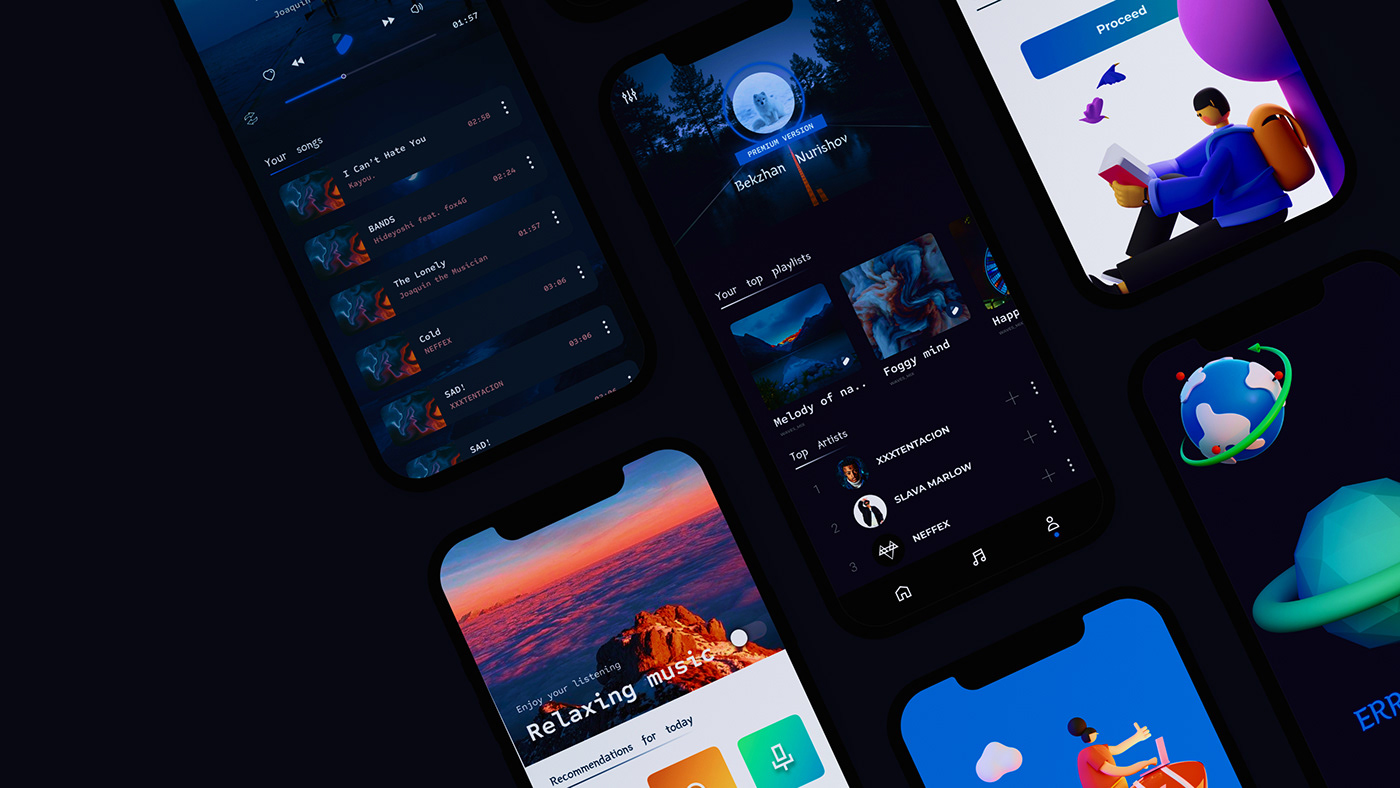 Joaquin
01:57
Your songs
I Can't Hate You
Kayou.
02:58
BANDS
Hideyoshi feat. fox4G
02:24
The Lonely
Joaquin the Musician
01:57
Cold
NEFFEX
03:06
SAD!
XXXTENTACION
03:06
SAD!
PREMIUM VERSION
Bekzhan Nurishov
Your top playlists
Melody of na..
Foggy mind
Happ
Top Artists
1
XXXTENTACION
2
SLAVA MARLOW
3
NEFFEX
Enjoy your listening
Relaxing music
Recommendations for today
Proceed
ERR